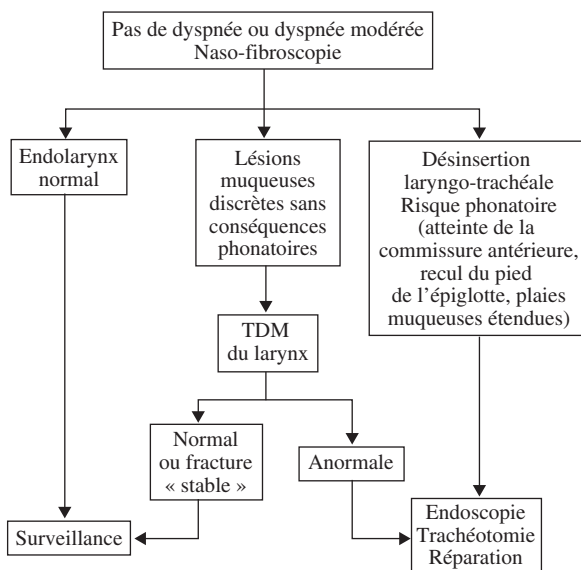 Pas de dyspnée ou dyspnée modérée
Naso-fibroscopie
Endolarynx
normal
Lésions
muqueuses
discrètes sans
conséquences
phonatoires
Désinsertion
laryngo-trachéale
Risque phonatoire
(atteinte de la
commissure antérieure,
recul du pied
de l'épiglotte, plaies
muqueuses étendues)
TDM
du larynx
Normal
ou fracture
« stable »
Anormale
Surveillance
Endoscopie
Trachéotomie
Réparation